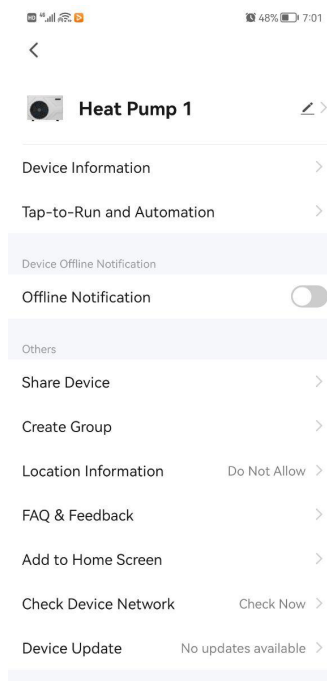 48% 7:01
Heat Pump 1
Device Information
Tap-to-Run and Automation
Device Offline Notification
Offline Notification
Others
Share Device
Create Group
Location Information Do Not Allow
FAQ & Feedback
Add to Home Screen
Check Device Network Check Now
Device Update No updates available